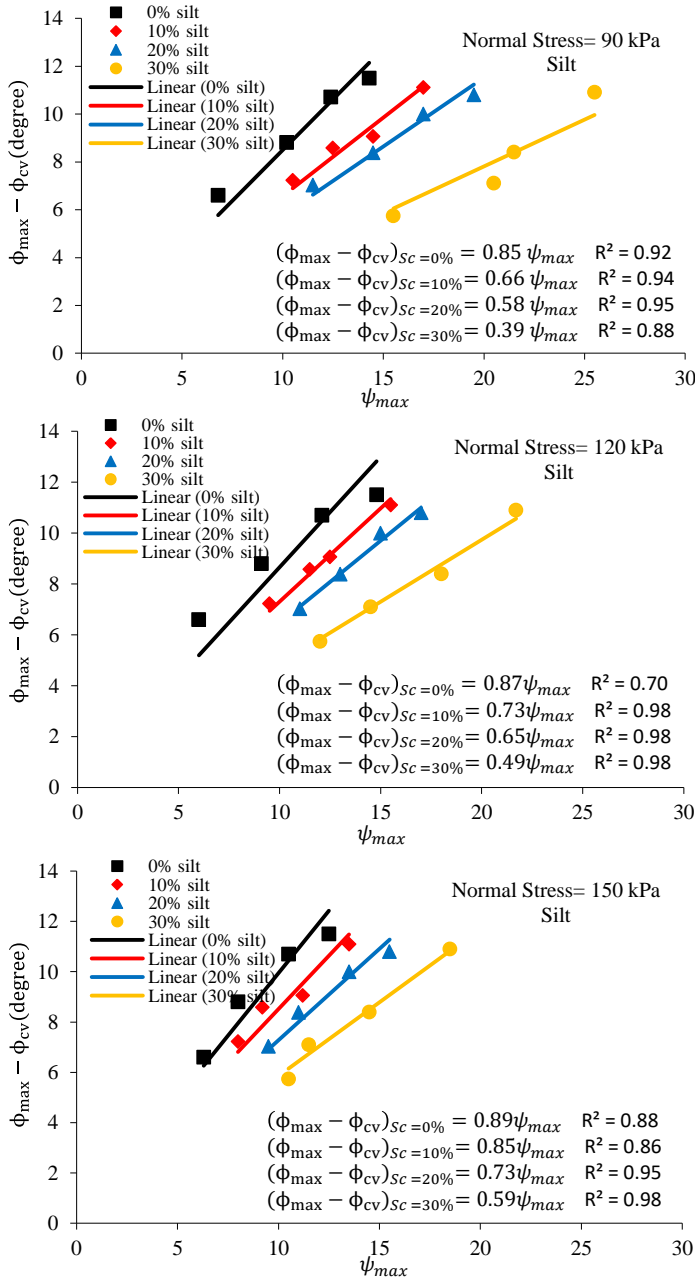 14
12
10
8
6
4
2
0
0
5
10
15
20
25
30
ϕmax − ϕcv(degree)
ψmax
0% silt
10% silt
20% silt
30% silt
Linear (0% silt)
Linear (10% silt)
Linear (20% silt)
Linear (30% silt)
Normal Stress= 90 kPa
Silt
(ϕmax − ϕcv)Sc=0% = 0.85 ψmax R² = 0.92
(ϕmax − ϕcv)Sc=10% = 0.66 ψmax R² = 0.94
(ϕmax − ϕcv)Sc=20% = 0.58 ψmax R² = 0.95
(ϕmax − ϕcv)Sc=30% = 0.39 ψmax R² = 0.88
14
12
10
8
6
4
2
0
0
5
10
15
20
25
30
ϕmax − ϕcv(degree)
ψmax
0% silt
10% silt
20% silt
30% silt
Linear (0% silt)
Linear (10% silt)
Linear (20% silt)
Linear (30% silt)
Normal Stress= 120 kPa
Silt
(ϕmax − ϕcv)Sc=0% = 0.87ψmax R² = 0.70
(ϕmax − ϕcv)Sc=10% = 0.73ψmax R² = 0.98
(ϕmax − ϕcv)Sc=20% = 0.65ψmax R² = 0.98
(ϕmax − ϕcv)Sc=30% = 0.49ψmax R² = 0.98
14
12
10
8
6
4
2
0
0
5
10
15
20
25
30
ϕmax − ϕcv(degree)
ψmax
0% silt
10% silt
20% silt
30% silt
Linear (0% silt)
Linear (10% silt)
Linear (20% silt)
Linear (30% silt)
Normal Stress= 150 kPa
Silt
(ϕmax − ϕcv)Sc=0% = 0.89ψmax R² = 0.88
(ϕmax − ϕcv)Sc=10% = 0.85ψmax R² = 0.86
(ϕmax − ϕcv)Sc=20% = 0.73ψmax R² = 0.95
(ϕmax − ϕcv)Sc=30% = 0.59ψmax R² = 0.98